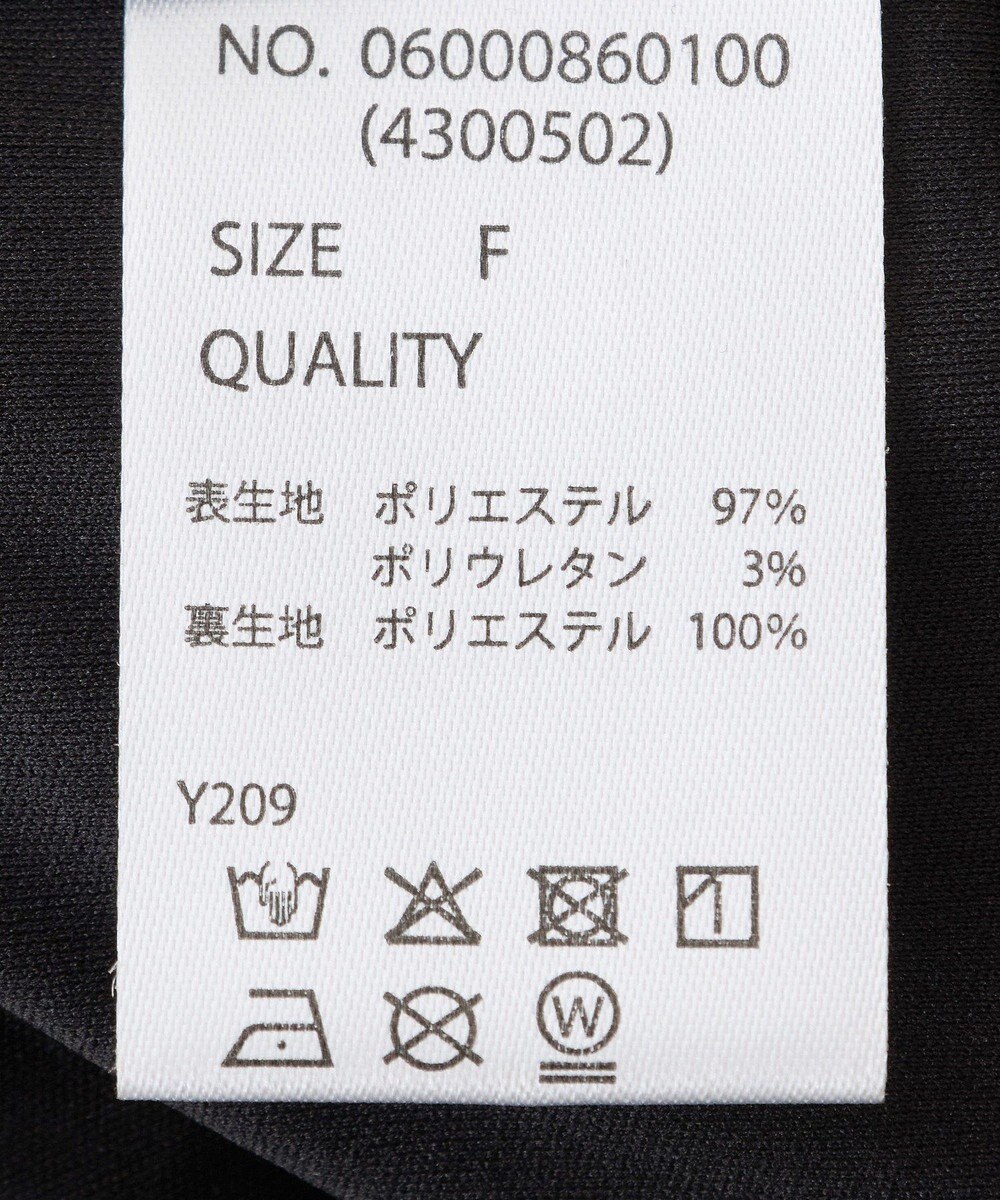 NO. 06000860100
(4300502)
SIZE F
QUALITY
表生地 ポリエステル 97%
ポリウレタン 3%
裏生地 ポリエステル 100%
Y209
W